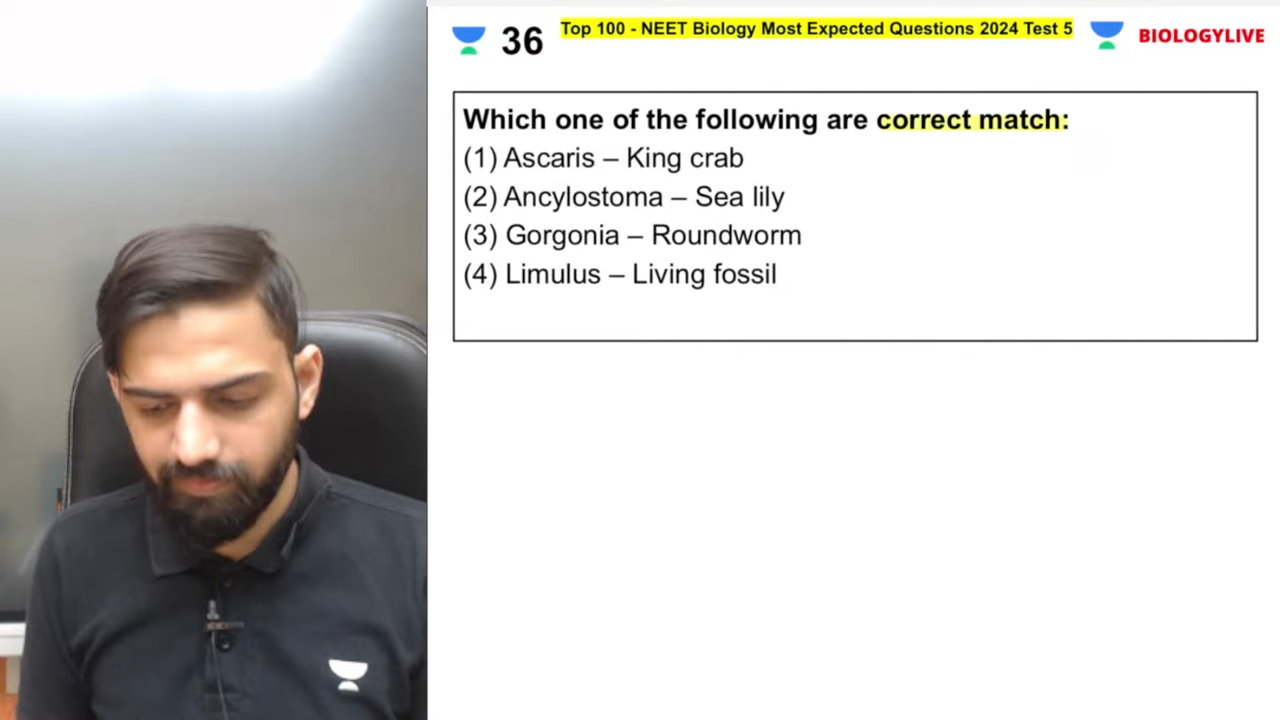 36
Top 100 - NEET Biology Most Expected Questions 2024 Test 5
BIOLOGYLIVE
Which one of the following are correct match:
(1) Ascaris – King crab
(2) Ancylostoma – Sea lily
(3) Gorgonia – Roundworm
(4) Limulus – Living fossil